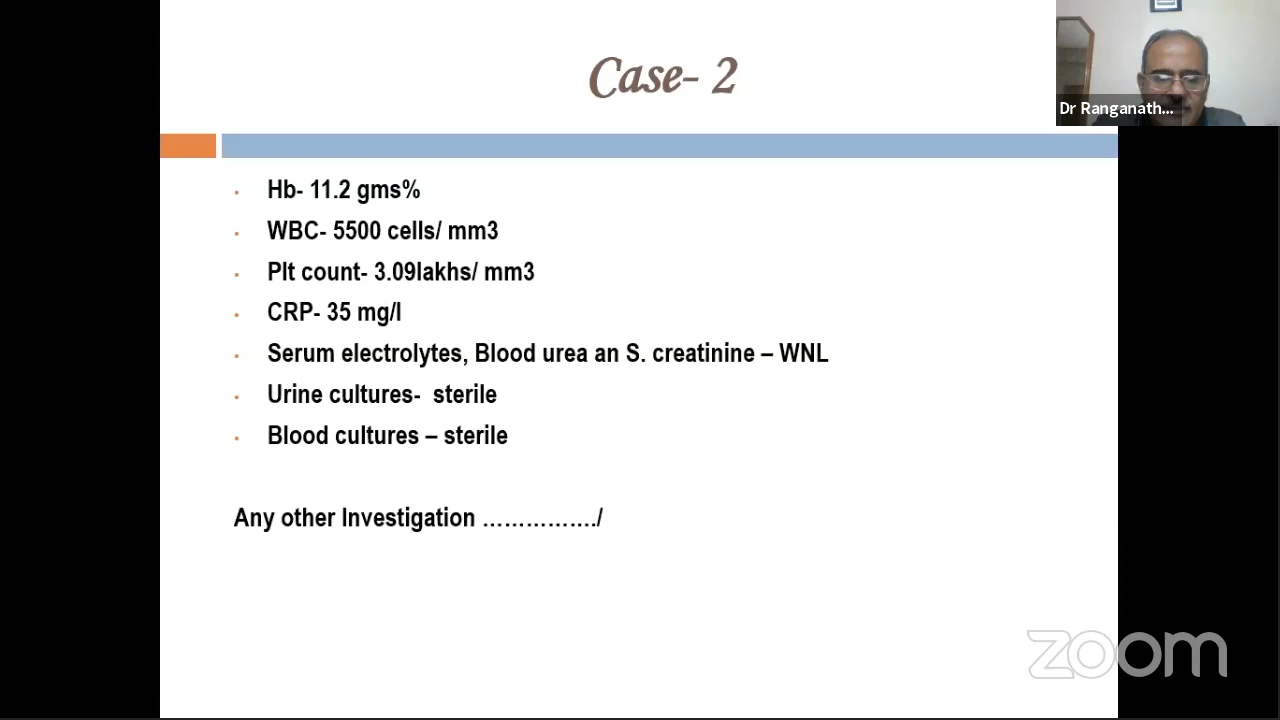 Case- 2
Dr Ranganath...
Hb- 11.2 gms%
WBC- 5500 cells/ mm3
Plt count- 3.09lakhs/ mm3
CRP- 35 mg/l
Serum electrolytes, Blood urea an S. creatinine – WNL
Urine cultures-  sterile
Blood cultures – sterile
Any other Investigation ……………./
zoom